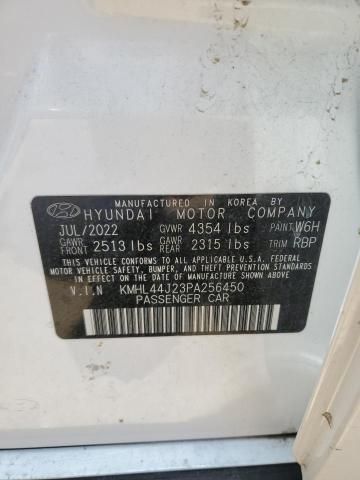 MANUFACTURED IN KOREA BY
HYUNDAI MOTOR COMPANY
JUL/2022 GVWR 4354 lbs PAINT W6H
GAWR FRONT 2513 lbs GAWR REAR 2315 lbs TRIM RBP
THIS VEHICLE CONFORMS TO ALL APPLICABLE U.S.A. FEDERAL
MOTOR VEHICLE SAFETY, BUMPER, AND THEFT PREVENTION STANDARDS
IN EFFECT ON THE DATE OF MANUFACTURE SHOWN ABOVE.
V.I.N KMHL44J23PA256450
PASSENGER CAR